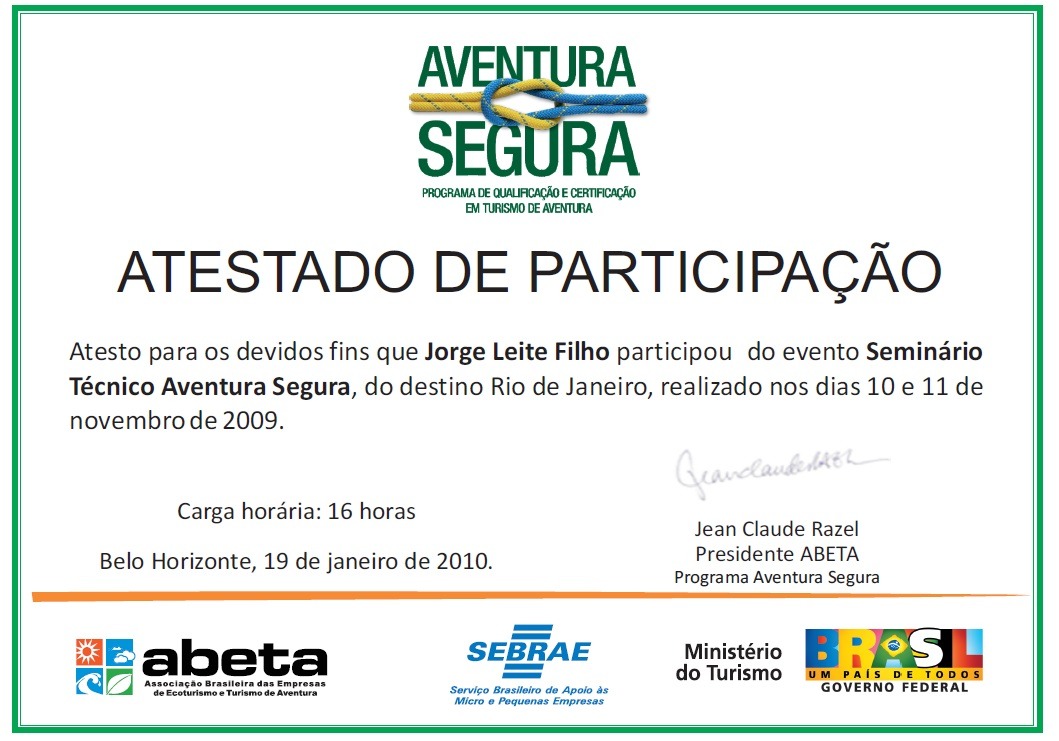 AVENTURA
SEGURA
PROGRAMA DE QUALIFICAÇÃO E CERTIFICAÇÃO
EM TURISMO DE AVENTURA
ATESTADO DE PARTICIPAÇÃO
Atesto para os devidos fins que Jorge Leite Filho participou do evento Seminário
Técnico Aventura Segura, do destino Rio de Janeiro, realizado nos dias 10 e 11 de
novembro de 2009.
Carga horária: 16 horas
Belo Horizonte, 19 de janeiro de 2010.
Jean Claude Razel
Presidente ABETA
Programa Aventura Segura
abeta
Associação Brasileira das Empresas
de Ecoturismo e Turismo de Aventura
SEBRAE
Serviço Brasileiro de Apoio às
Micro e Pequenas Empresas
Ministério
do Turismo
BRASIL
UM PAÍS DE TODOS
GOVERNO FEDERAL